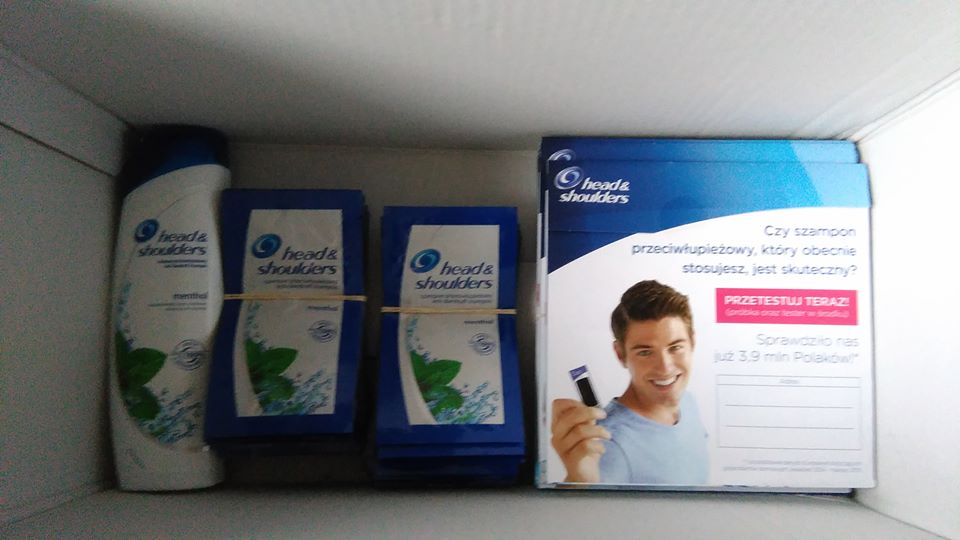 head &
shoulders
menthol
head &
shoulders
menthol
head &
shoulders
menthol
head &
shoulders
Czy szampon
przeciwłupieżowy, który obecnie
stosujesz, jest skuteczny?
PRZETESTUJ TERAZ!
(próbka oraz tester w środku)
Sprawdziło nas
już 3,9 mln Polaków!*
Adres